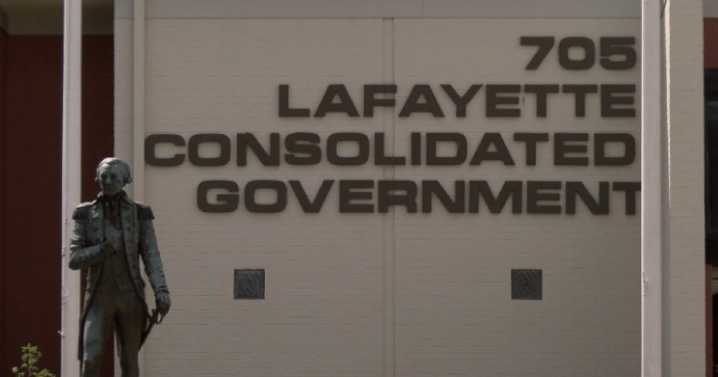 705
LAFAYETTE
CONSOLIDATED
GOVERNMENT